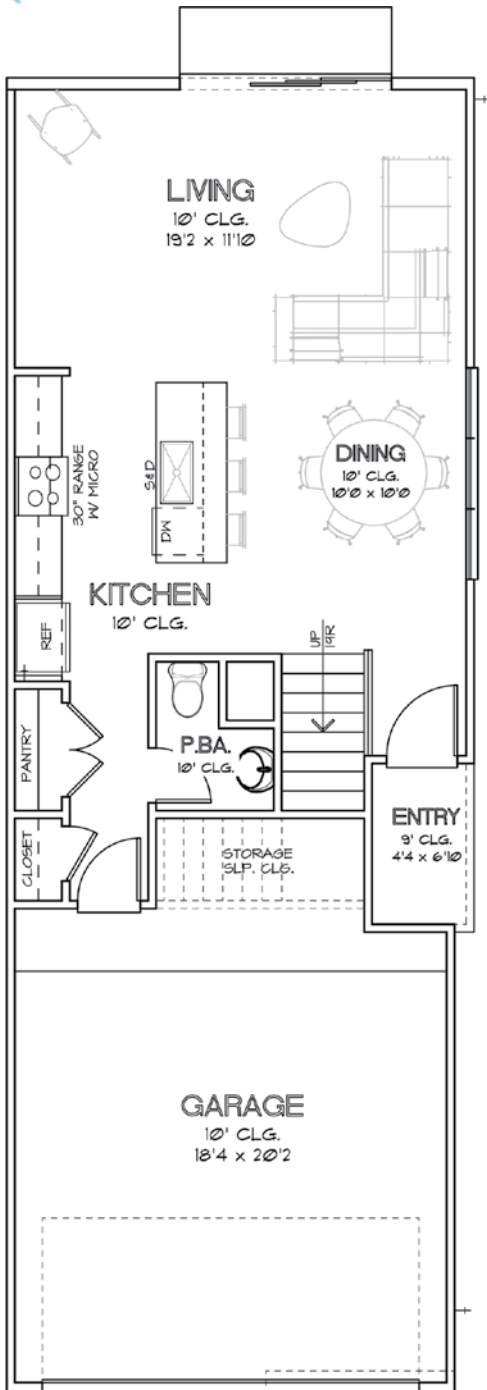 LIVING
10' CLG.
19'2 x 11'10
30" RANGE
W/ MICRO
S&D
DW
DINING
10' CLG.
10'0 x 10'0
KITCHEN
10' CLG.
REF
UP
19R
PANTRY
P.BA.
10' CLG.
CLOSET
STORAGE
SLP. CLG.
ENTRY
9' CLG.
4'4 x 6'10
GARAGE
10' CLG.
18'4 x 20'2